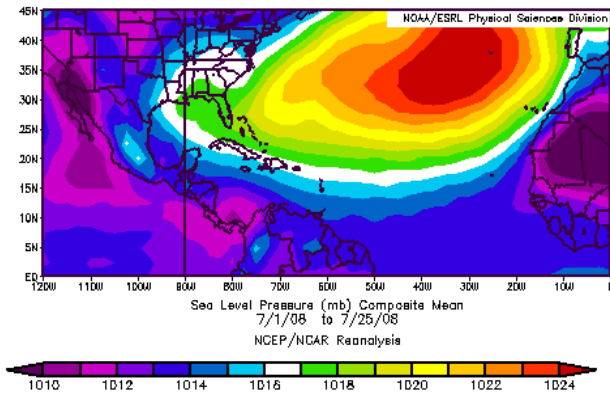 NOAA/ESRL Physical Sciences Division
45N
40N
35N
30N
25N
20N
15N
10N
5N
EQ
120W 110W 100W 90W 80W 70W 60W 50W 40W 30W 20W 10W 0
Sea Level Pressure (mb) Composite Mean
7/1/08 to 7/25/08
NCEP/NCAR Reanalysis
1010 1012 1014 1016 1018 1020 1022 1024